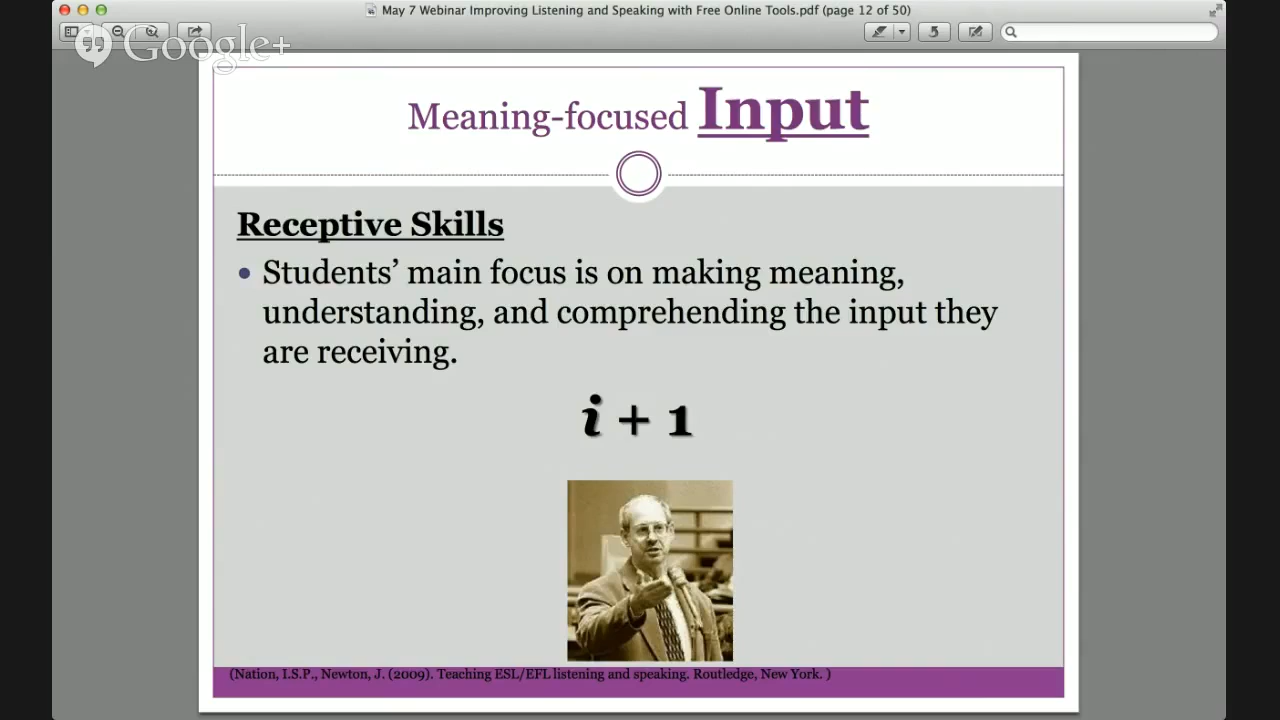 May 7 Webinar Improving Listening and Speaking with Free Online Tools.pdf (page 12 of 50)
Google+
Meaning-focused Input
Receptive Skills
• Students’ main focus is on making meaning,
understanding, and comprehending the input they
are receiving.
i + 1
(Nation, I.S.P., Newton, J. (2009). Teaching ESL/EFL listening and speaking. Routledge, New York. )